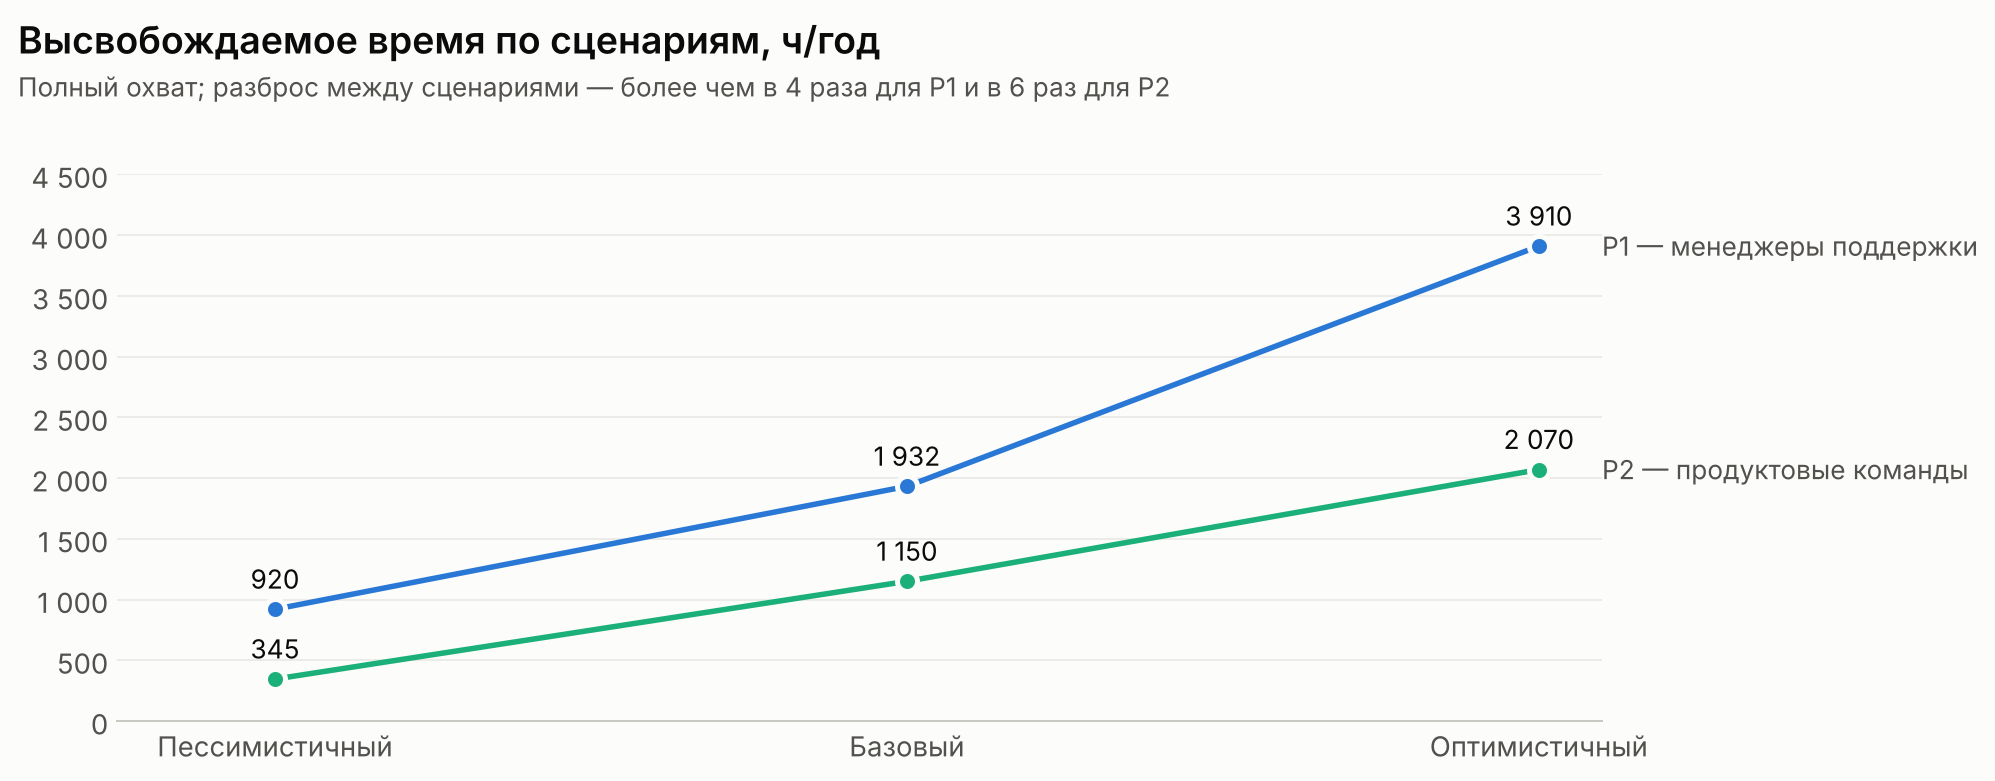 Высвобождаемое время по сценариям, ч/год
Полный охват; разброс между сценариями — более чем в 4 раза для P1 и в 6 раз для P2
4 500
4 000
3 500
3 000
2 500
2 000
1 500
1 000
500
0
3 910
P1 — менеджеры поддержки
2 070
P2 — продуктовые команды
1 932
1 150
920
345
Пессимистичный
Базовый
Оптимистичный